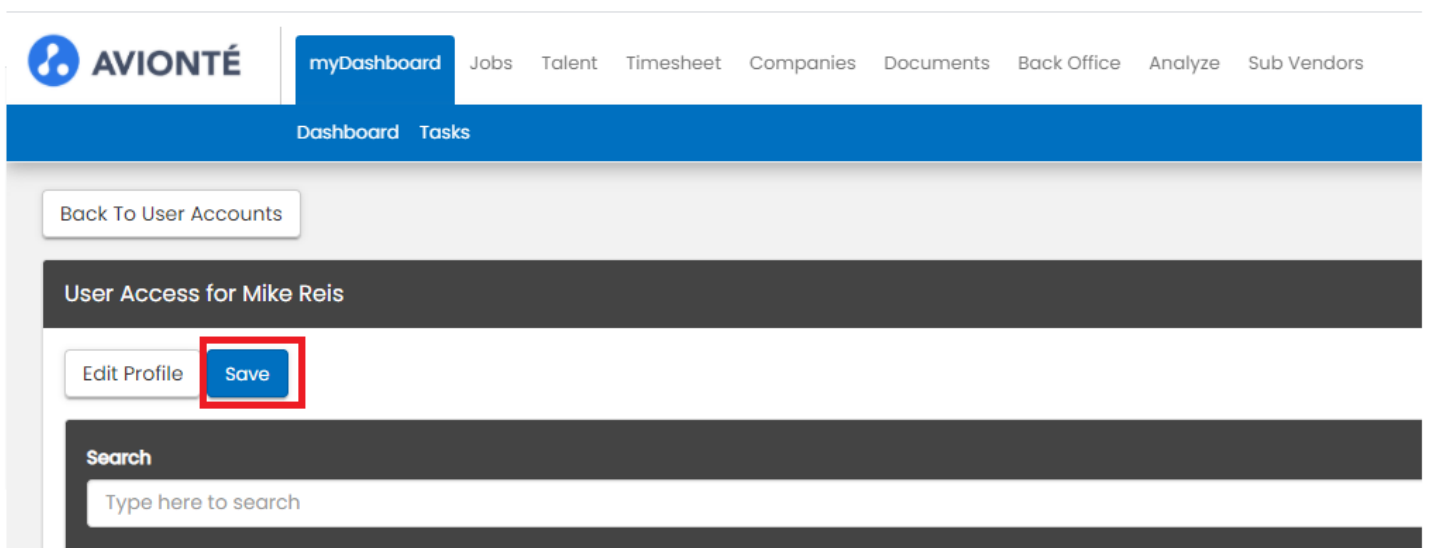 AVIONTÉ
myDashboard Jobs Talent Timesheet Companies Documents Back Office Analyze Sub Vendors
Dashboard Tasks
Back To User Accounts
User Access for Mike Reis
Edit Profile Save
Search
Type here to search